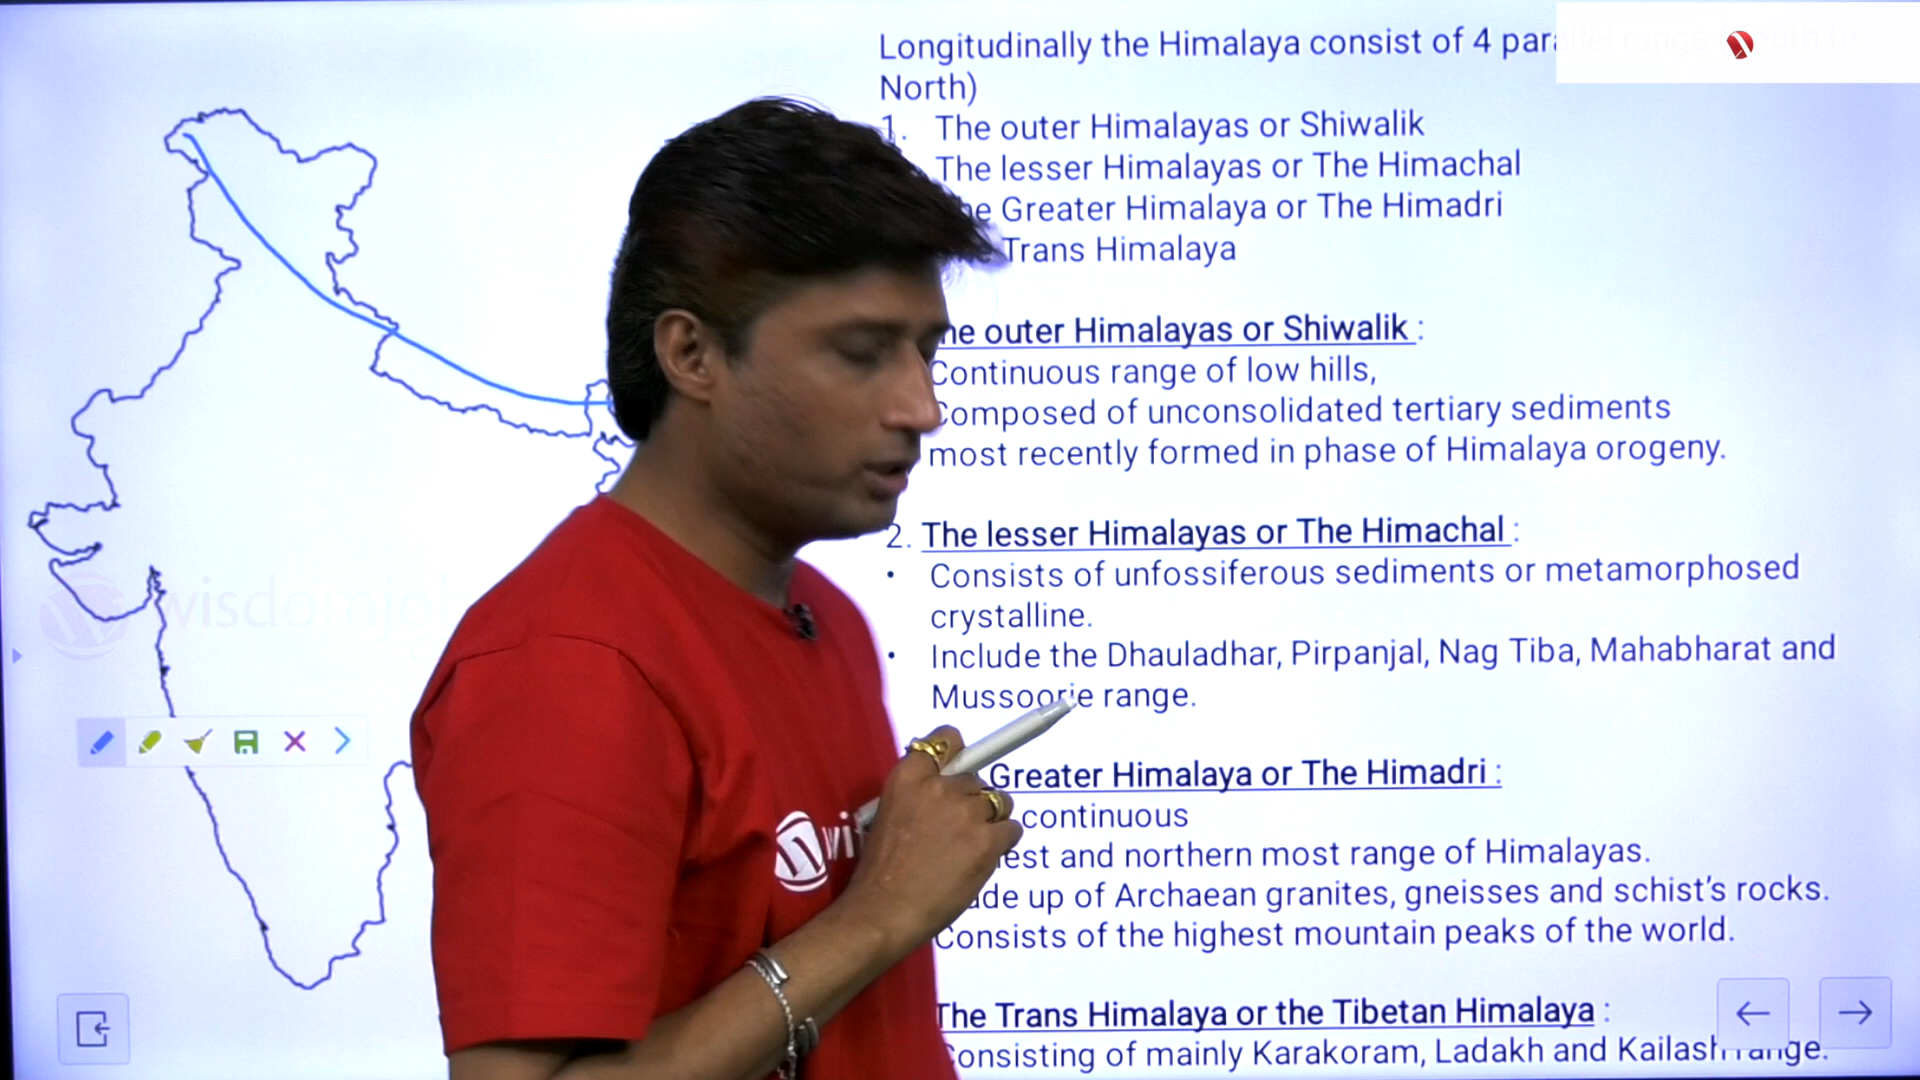 Longitudinally the Himalaya consist of 4
North)
1. The outer Himalayas or Shiwalik
The lesser Himalayas or The Himachal
Greater Himalaya or The Himadri
Trans Himalaya
outer Himalayas or Shiwalik :
Continuous range of low hills,
Composed of unconsolidated tertiary sediments
most recently formed in phase of Himalaya orogeny.
2. The lesser Himalayas or The Himachal :
• Consists of unfossiferous sediments or metamorphosed
crystalline.
• Include the Dhauladhar, Pirpanjal, Nag Tiba, Mahabharat and
Mussoorie range.
Greater Himalaya or The Himadri :
continuous
and northern most range of Himalayas.
up of Archaean granites, gneisses and schist's rocks.
Consists of the highest mountain peaks of the world.
The Trans Himalaya or the Tibetan Himalaya :
Consisting of mainly Karakoram, Ladakh and Kailash range.